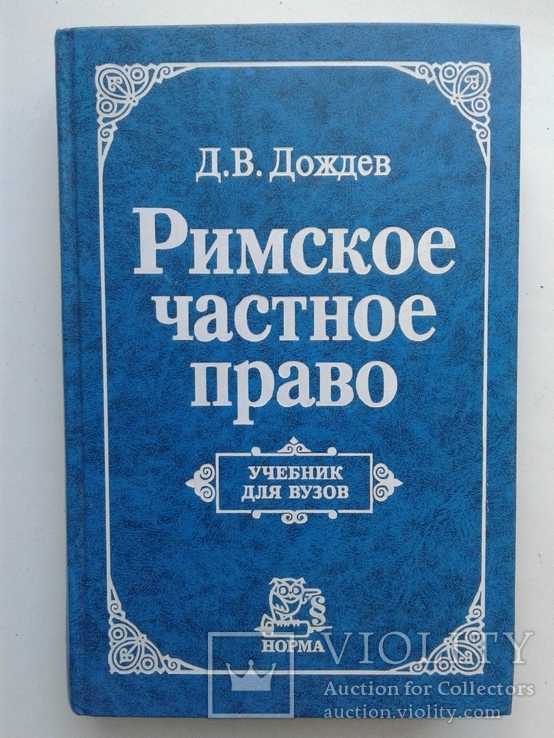 Д.В. Дождев
Римское
частное
право
УЧЕБНИК
ДЛЯ ВУЗОВ
§
НОРМА
VIOLITY
Auction for Collectors
auction.violity.com